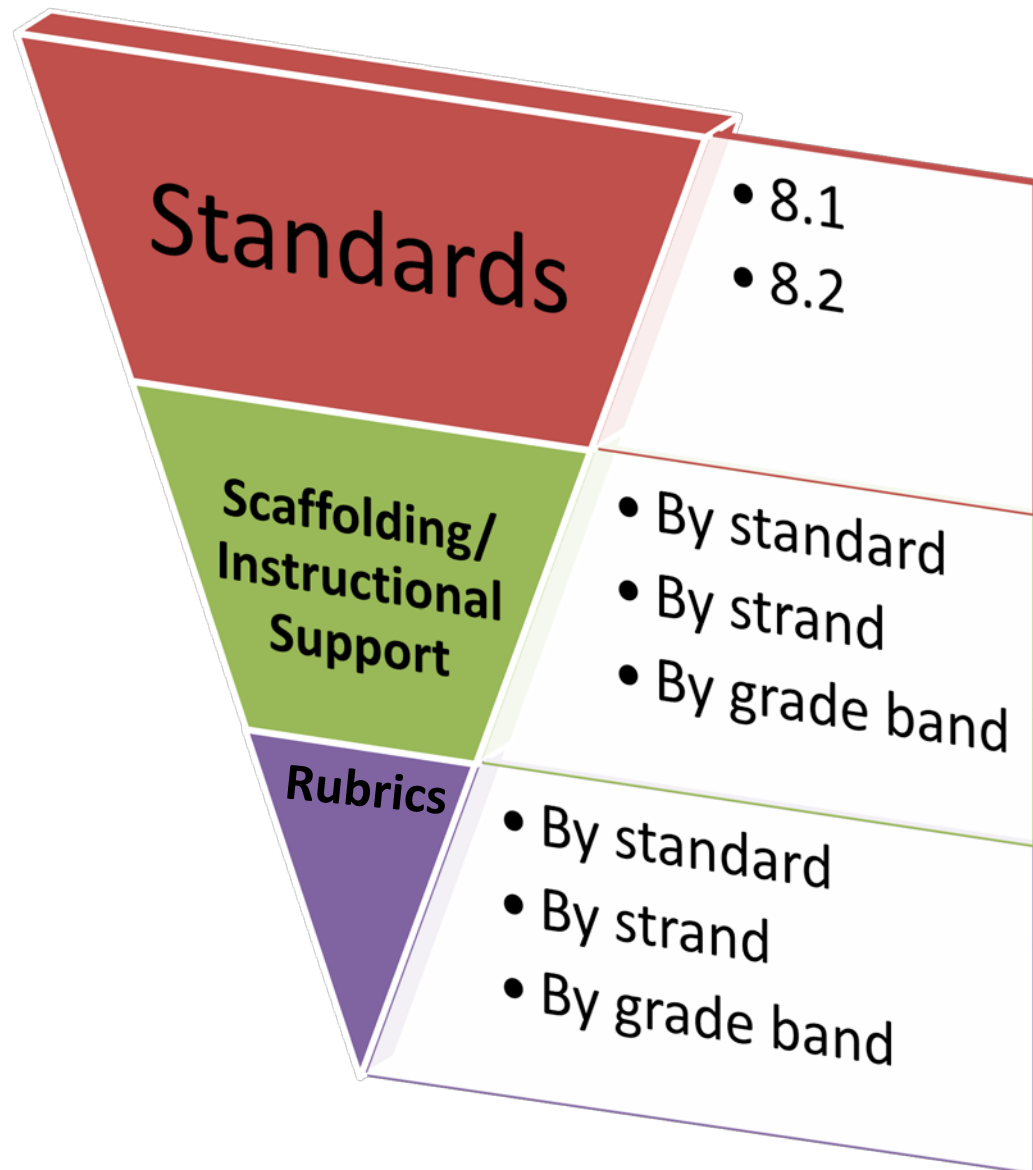 Standards
• 8.1
• 8.2
Scaffolding/
Instructional
Support
• By standard
• By strand
• By grade band
Rubrics
• By standard
• By strand
• By grade band